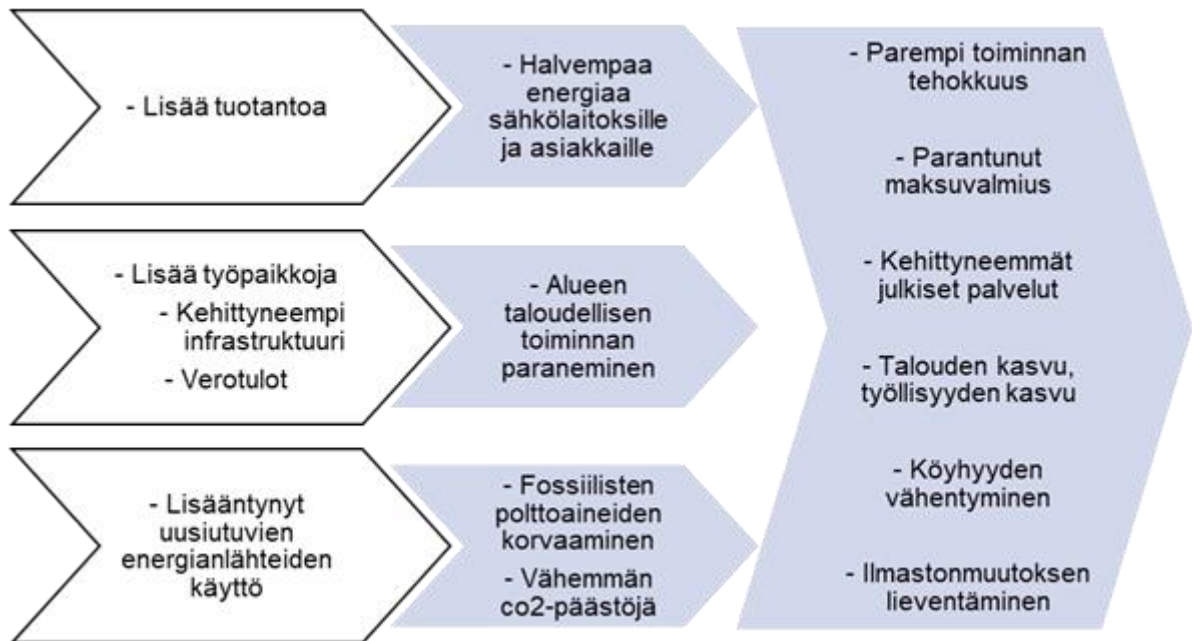 - Lisää tuotantoa
- Halvempaa
energiaa
sähkölaitoksille
ja asiakkaille
- Lisää työpaikkoja
- Kehittyneempi
infrastruktuuri
- Verotulot
- Alueen
taloudellisen
toiminnan
paraneminen
- Lisääntynyt
uusiutuvien
energianlähteiden
käyttö
- Fossiilisten
polttoaineiden
korvaaminen
- Vähemmän
co2-päästöjä
- Parempi toiminnan
tehokkuus
- Parantunut
maksuvalmius
- Kehittyneemmät
julkiset palvelut
- Talouden kasvu,
työllisyyden kasvu
- Köyhyyden
vähentyminen
- Ilmastonmuutoksen
lieventäminen